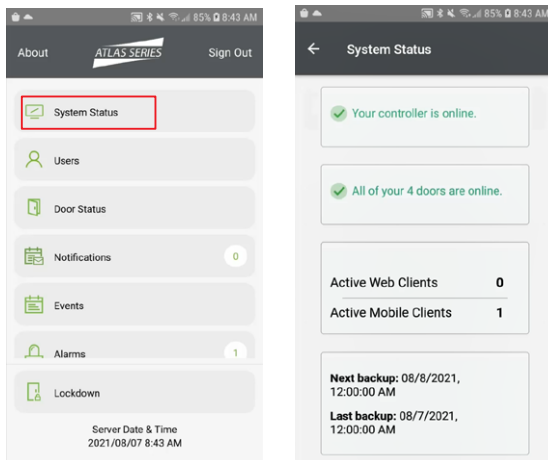 85% 8:43 AM
About ATLAS SERIES Sign Out
System Status
Users
Door Status
Notifications 0
Events
Alarms 1
Lockdown
Server Date & Time
2021/08/07 8:43 AM
85% 8:43 AM
System Status
Your controller is online.
All of your 4 doors are online.
Active Web Clients 0
Active Mobile Clients 1
Next backup: 08/8/2021,
12:00:00 AM
Last backup: 08/7/2021,
12:00:00 AM